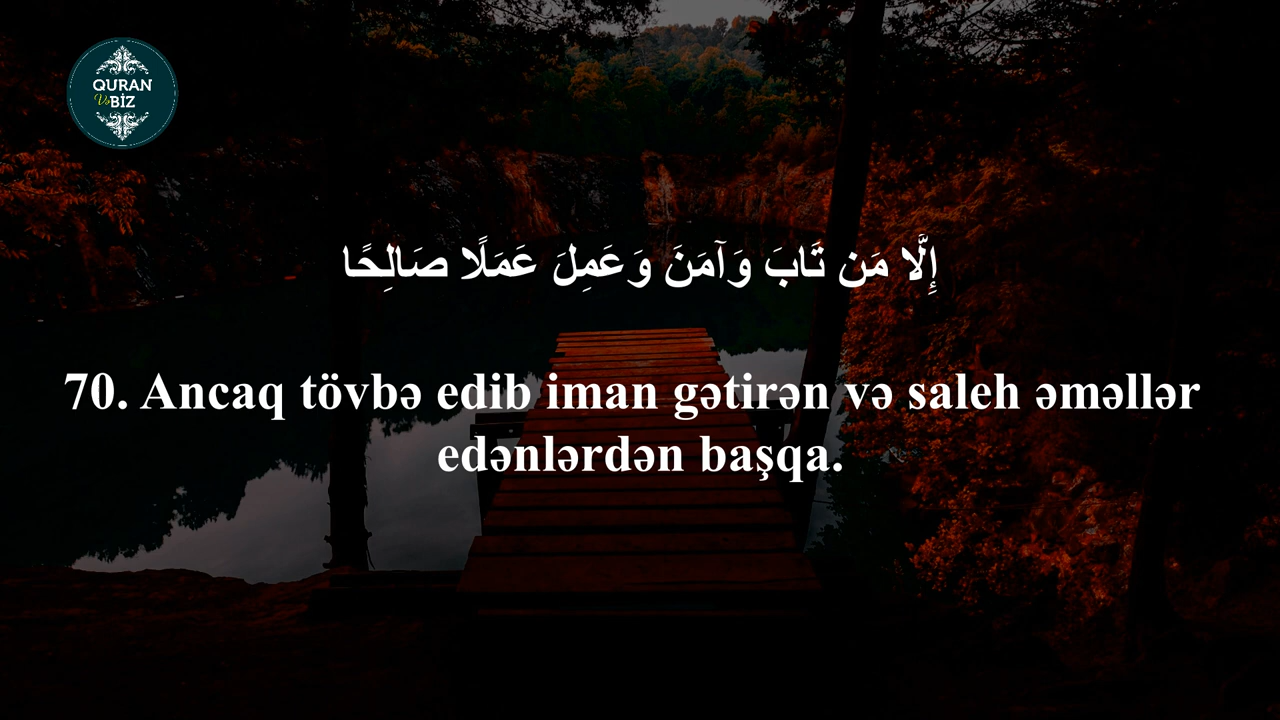 QURAN
Və BİZ
إِلَّا مَن تَابَ وَآمَنَ وَعَمِلَ عَمَلًا صَالِحًا
70. Ancaq tövbə edib iman gətirən və saleh əməllər
edənlərdən başqa.